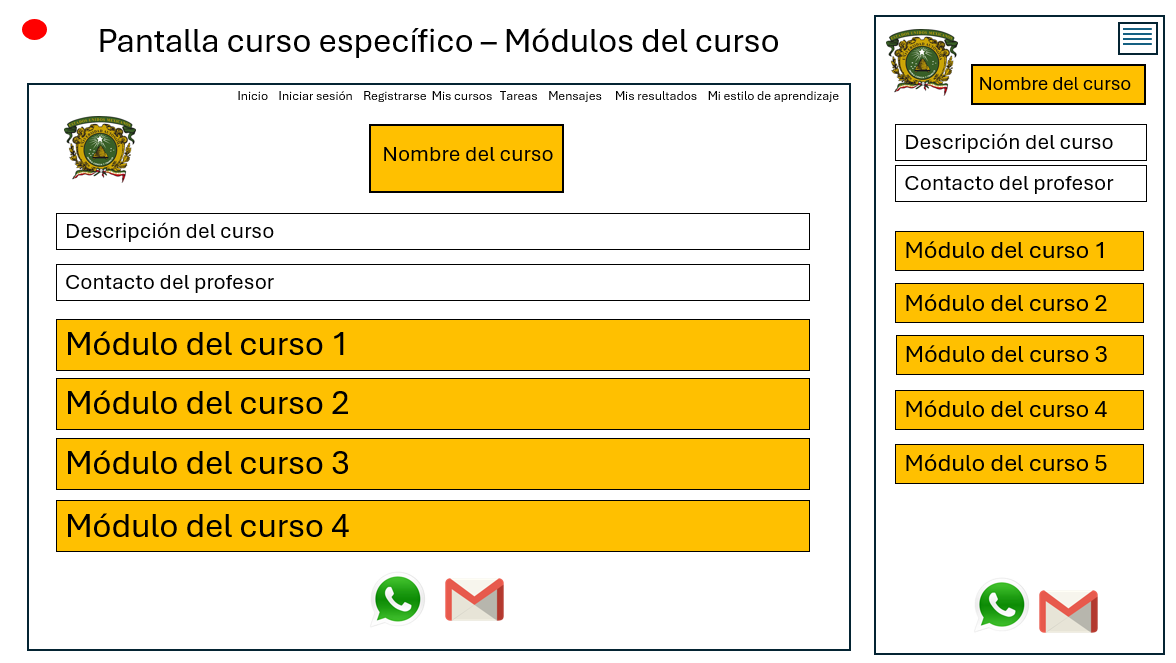 Pantalla curso específico – Módulos del curso
Inicio Iniciar sesión Registrarse Mis cursos Tareas Mensajes Mis resultados Mi estilo de aprendizaje
Nombre del curso
Descripción del curso
Contacto del profesor
Módulo del curso 1
Módulo del curso 2
Módulo del curso 3
Módulo del curso 4
Nombre del curso
Descripción del curso
Contacto del profesor
Módulo del curso 1
Módulo del curso 2
Módulo del curso 3
Módulo del curso 4
Módulo del curso 5